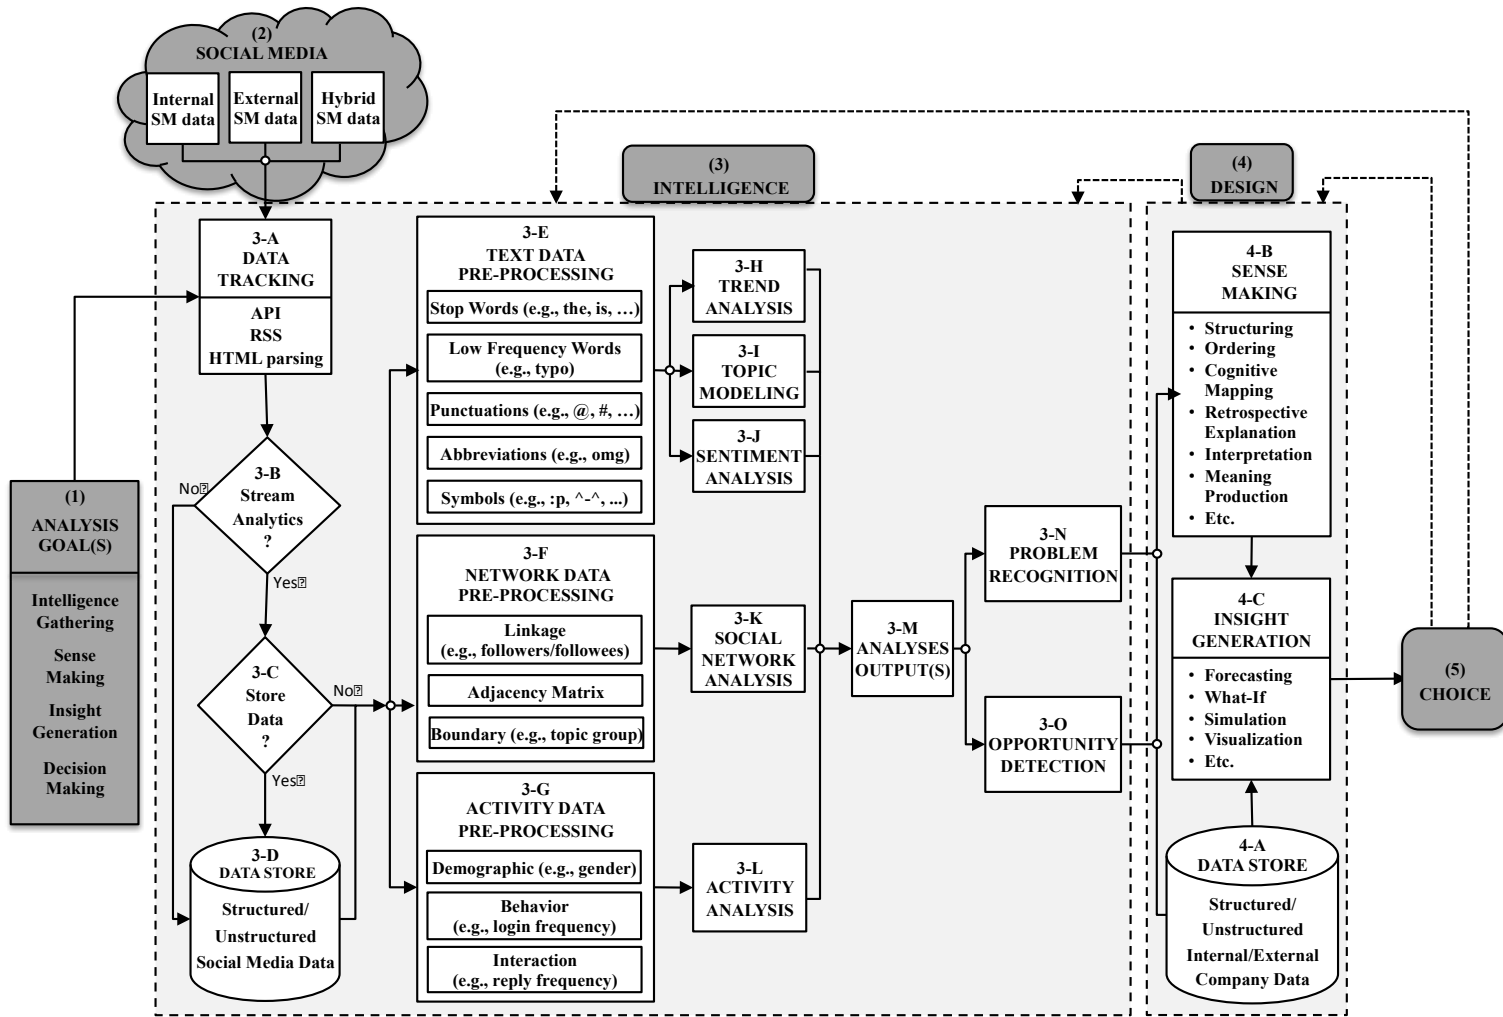 (2)
SOCIAL MEDIA
Internal
SM data
External
SM data
Hybrid
SM data
(1)
ANALYSIS
GOAL(S)
Intelligence
Gathering
Sense
Making
Insight
Generation
Decision
Making
(3)
INTELLIGENCE
3-A
DATA
TRACKING
API
RSS
HTML parsing
3-B
Stream
Analytics
?
No
Yes
3-C
Store
Data
?
No
Yes
3-D
DATA STORE
Structured/
Unstructured
Social Media Data
3-E
TEXT DATA
PRE-PROCESSING
Stop Words (e.g., the, is, …)
Low Frequency Words
(e.g., typo)
Punctuations (e.g., @, #, …)
Abbreviations (e.g., omg)
Symbols (e.g., :p, ^-^, ...)
3-F
NETWORK DATA
PRE-PROCESSING
Linkage
(e.g., followers/followees)
Adjacency Matrix
Boundary (e.g., topic group)
3-G
ACTIVITY DATA
PRE-PROCESSING
Demographic (e.g., gender)
Behavior
(e.g., login frequency)
Interaction
(e.g., reply frequency)
3-H
TREND
ANALYSIS
3-I
TOPIC
MODELING
3-J
SENTIMENT
ANALYSIS
3-K
SOCIAL
NETWORK
ANALYSIS
3-L
ACTIVITY
ANALYSIS
3-M
ANALYSES
OUTPUT(S)
3-N
PROBLEM
RECOGNITION
3-O
OPPORTUNITY
DETECTION
(4)
DESIGN
4-B
SENSE
MAKING
• Structuring
• Ordering
• Cognitive
Mapping
• Retrospective
Explanation
• Interpretation
• Meaning
Production
• Etc.
4-C
INSIGHT
GENERATION
• Forecasting
• What-If
• Simulation
• Visualization
• Etc.
4-A
DATA STORE
Structured/
Unstructured
Internal/External
Company Data
(5)
CHOICE